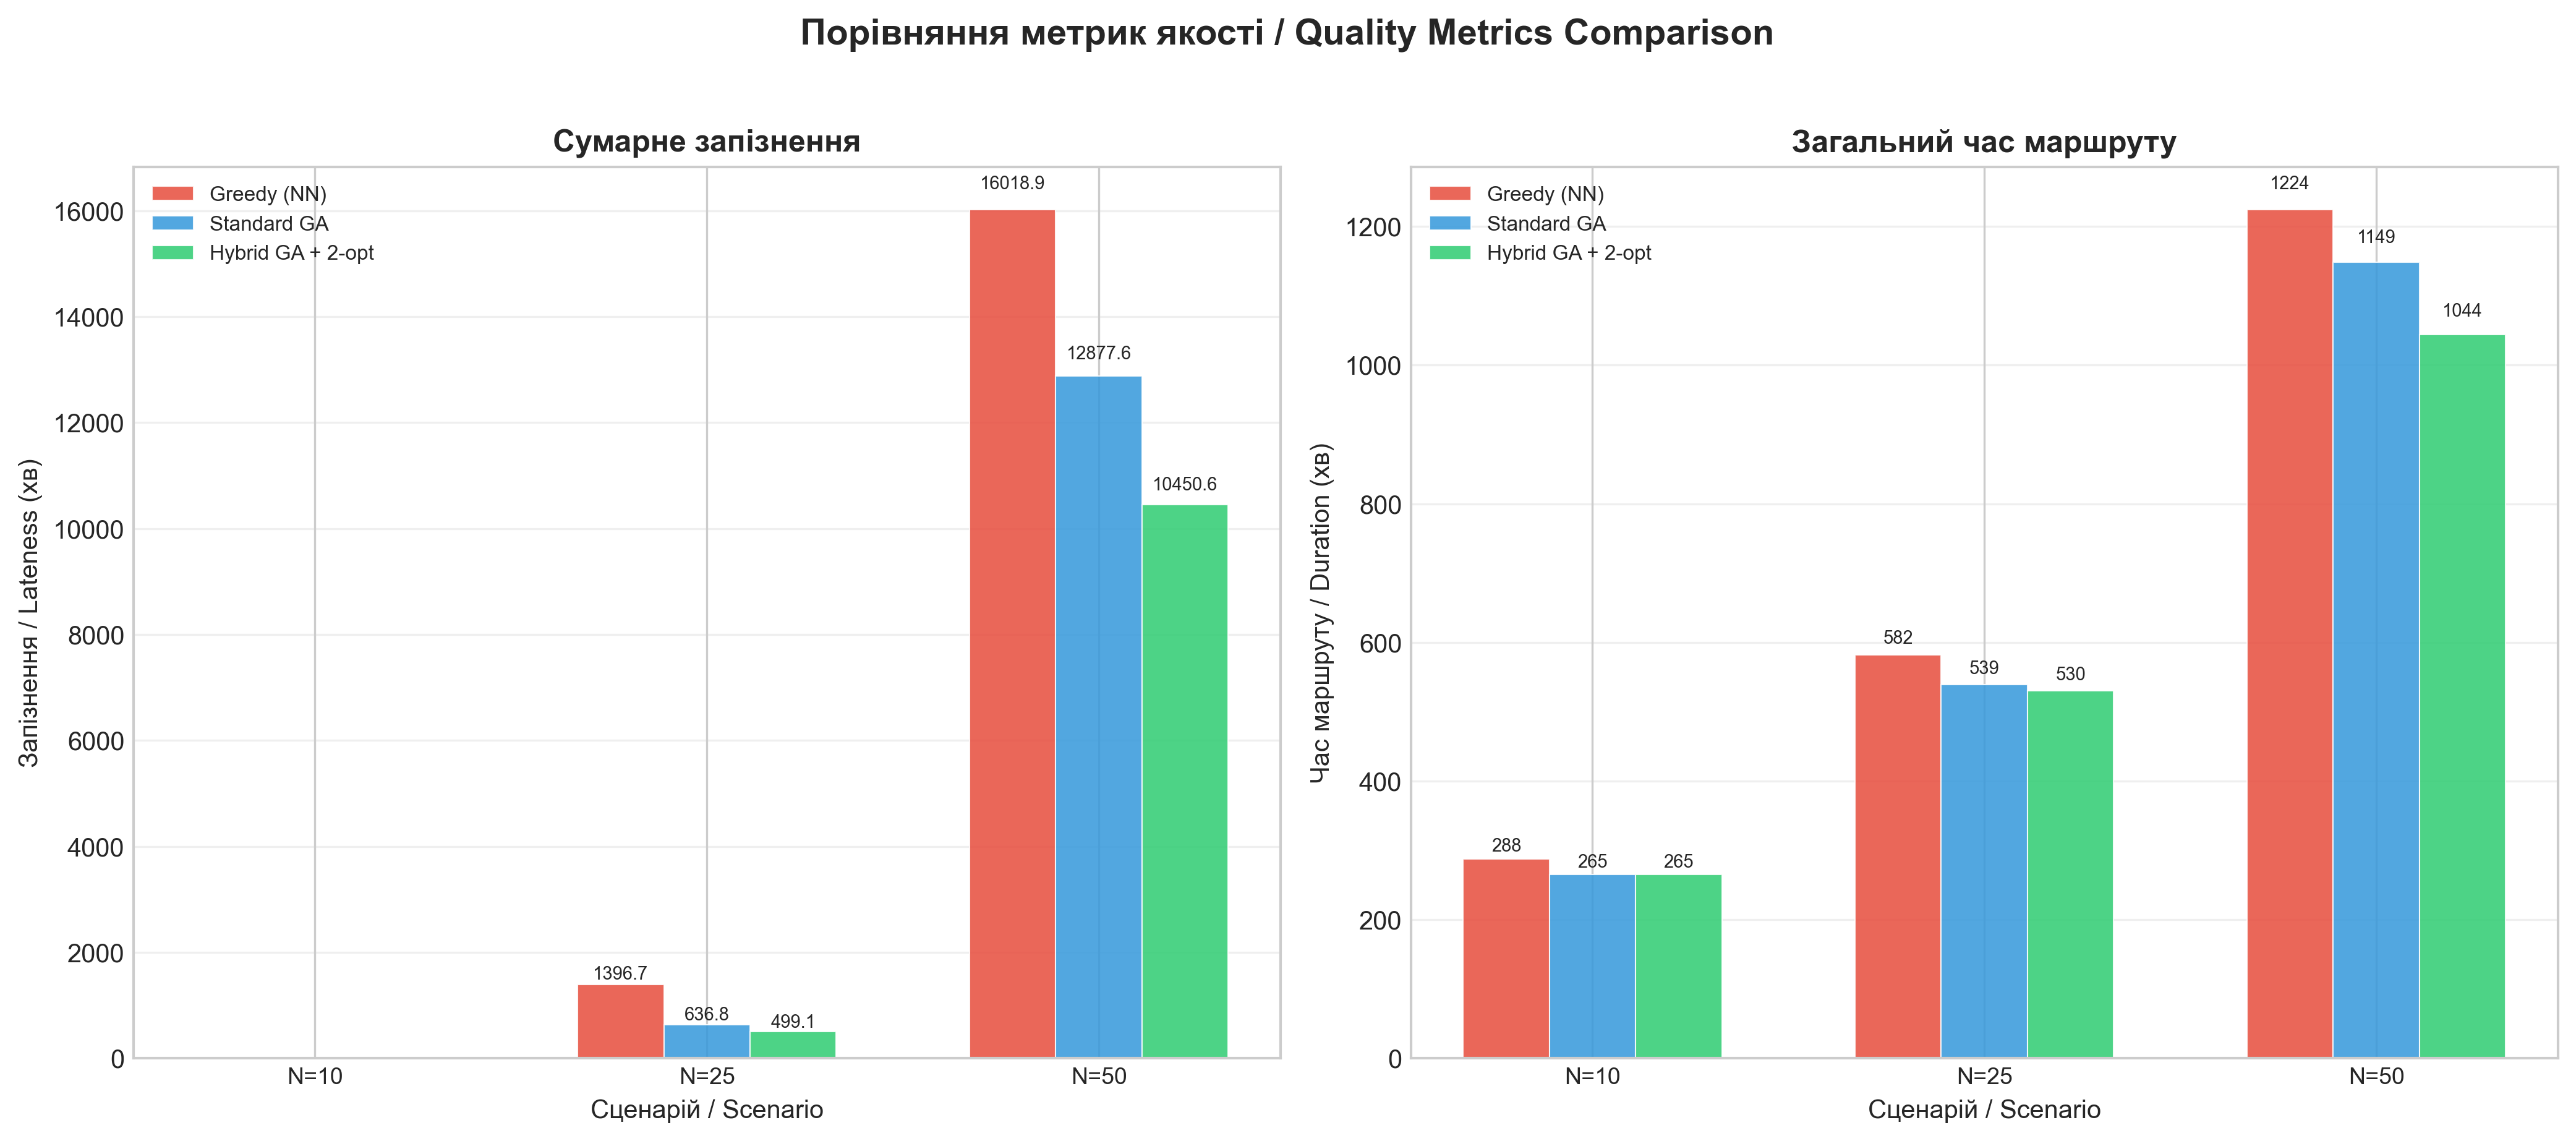 Порівняння метрик якості / Quality Metrics Comparison
Сумарне запізнення
Greedy (NN)
Standard GA
Hybrid GA + 2-opt
Запізнення / Lateness (хв)
16000
14000
12000
10000
8000
6000
4000
2000
0
1396.7
636.8
499.1
16018.9
12877.6
10450.6
N=10
N=25
N=50
Сценарій / Scenario
Загальний час маршруту
Greedy (NN)
Standard GA
Hybrid GA + 2-opt
Час маршруту / Duration (хв)
1200
1000
800
600
400
200
0
288
265
265
582
539
530
1224
1149
1044
N=10
N=25
N=50
Сценарій / Scenario